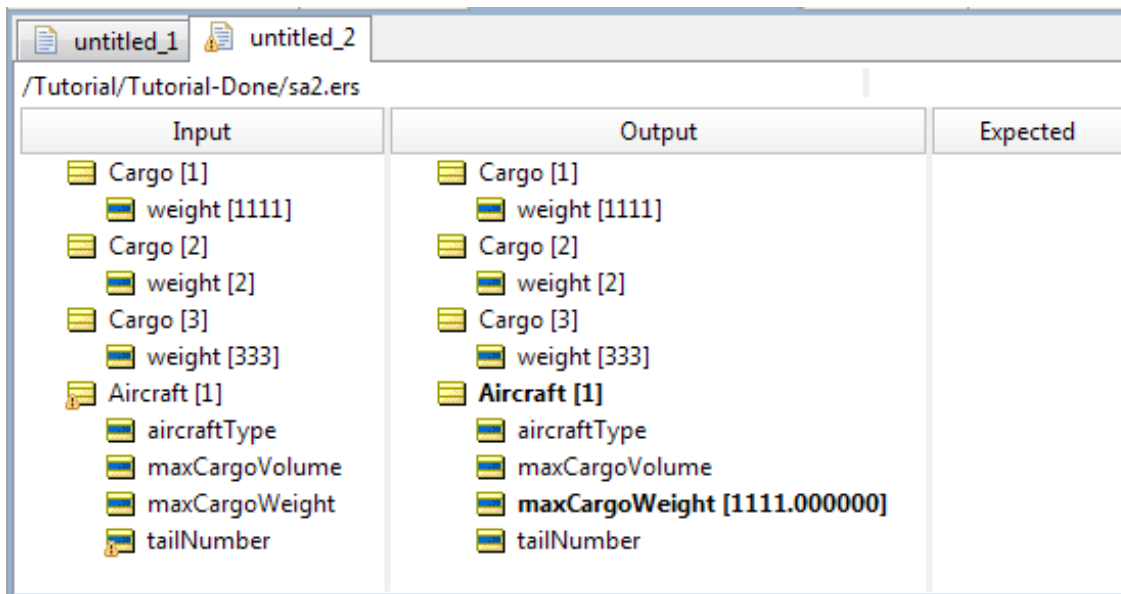 untitled_1 untitled_2
/Tutorial/Tutorial-Done/sa2.ers
Input Output Expected
Cargo [1] Cargo [1]
weight [1111] weight [1111]
Cargo [2] Cargo [2]
weight [2] weight [2]
Cargo [3] Cargo [3]
weight [333] weight [333]
Aircraft [1] Aircraft [1]
aircraftType aircraftType
maxCargoVolume maxCargoVolume
maxCargoWeight maxCargoWeight [1111.000000]
tailNumber tailNumber